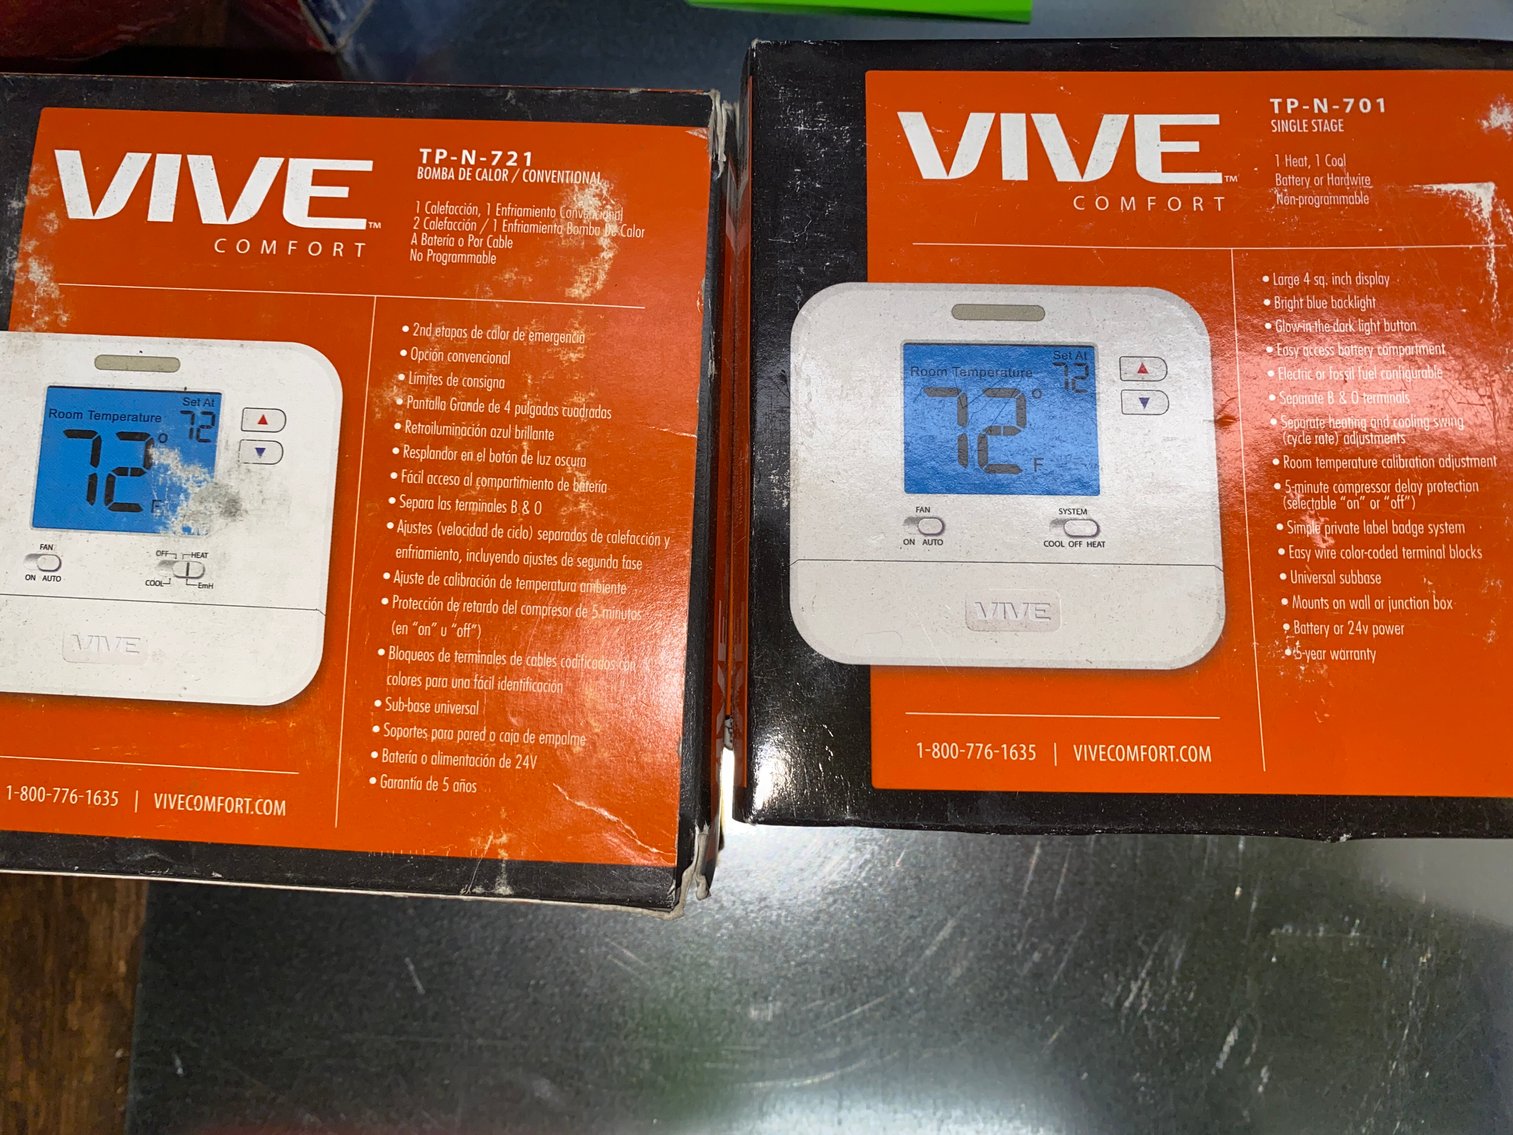 VIVE™
COMFORT
TP-N-721
BOMBA DE CALOR / CONVENTIONAL
1 Calefacción, 1 Enfriamiento Convencional
2 Calefacción / 1 Enfriamiento Bomba De Calor
A Batería o Por Cable
No Programmable
Room Temperature
Set At
72
72°
F
FAN
ON AUTO
OFF HEAT
COOL EmH
VIVE
• 2nd etapas de calor de emergencia
• Opción convencional
• Límites de consigna
• Pantalla Grande de 4 pulgadas cuadradas
• Retroiluminación azul brillante
• Resplandor en el botón de luz oscura
• Fácil acceso al compartimiento de batería
• Separa las terminales B & O
• Ajustes (velocidad de ciclo) separados de calefacción y
enfriamiento, incluyendo ajustes de segunda fase
• Ajuste de calibración de temperatura ambiente
• Protección de retardo del compresor de 5-minutos
(en "on" u "off")
• Bloqueos de terminales de cables codificados con
colores para una fácil identificación
• Sub-base universal
• Soportes para pared o caja de empalme
• Batería o alimentación de 24V
• Garantía de 5 años
1-800-776-1635 | VIVECOMFORT.COM
VIVE™
COMFORT
TP-N-701
SINGLE STAGE
1 Heat, 1 Cool
Battery or Hardwire
Non-programmable
Room Temperature
Set At
72
72°
F
FAN
ON AUTO
SYSTEM
COOL OFF HEAT
VIVE
• Large 4 sq. inch display
• Bright blue backlight
• Glow-in-the-dark light button
• Easy access battery compartment
• Electric or fossil fuel configurable
• Separate B & O terminals
• Separate heating and cooling swing
(cycle rate) adjustments
• Room temperature calibration adjustment
• 5-minute compressor delay protection
(selectable "on" or "off")
• Simple private label badge system
• Easy wire color-coded terminal blocks
• Universal subbase
• Mounts on wall or junction box
• Battery or 24v power
• 5-year warranty
1-800-776-1635 | VIVECOMFORT.COM